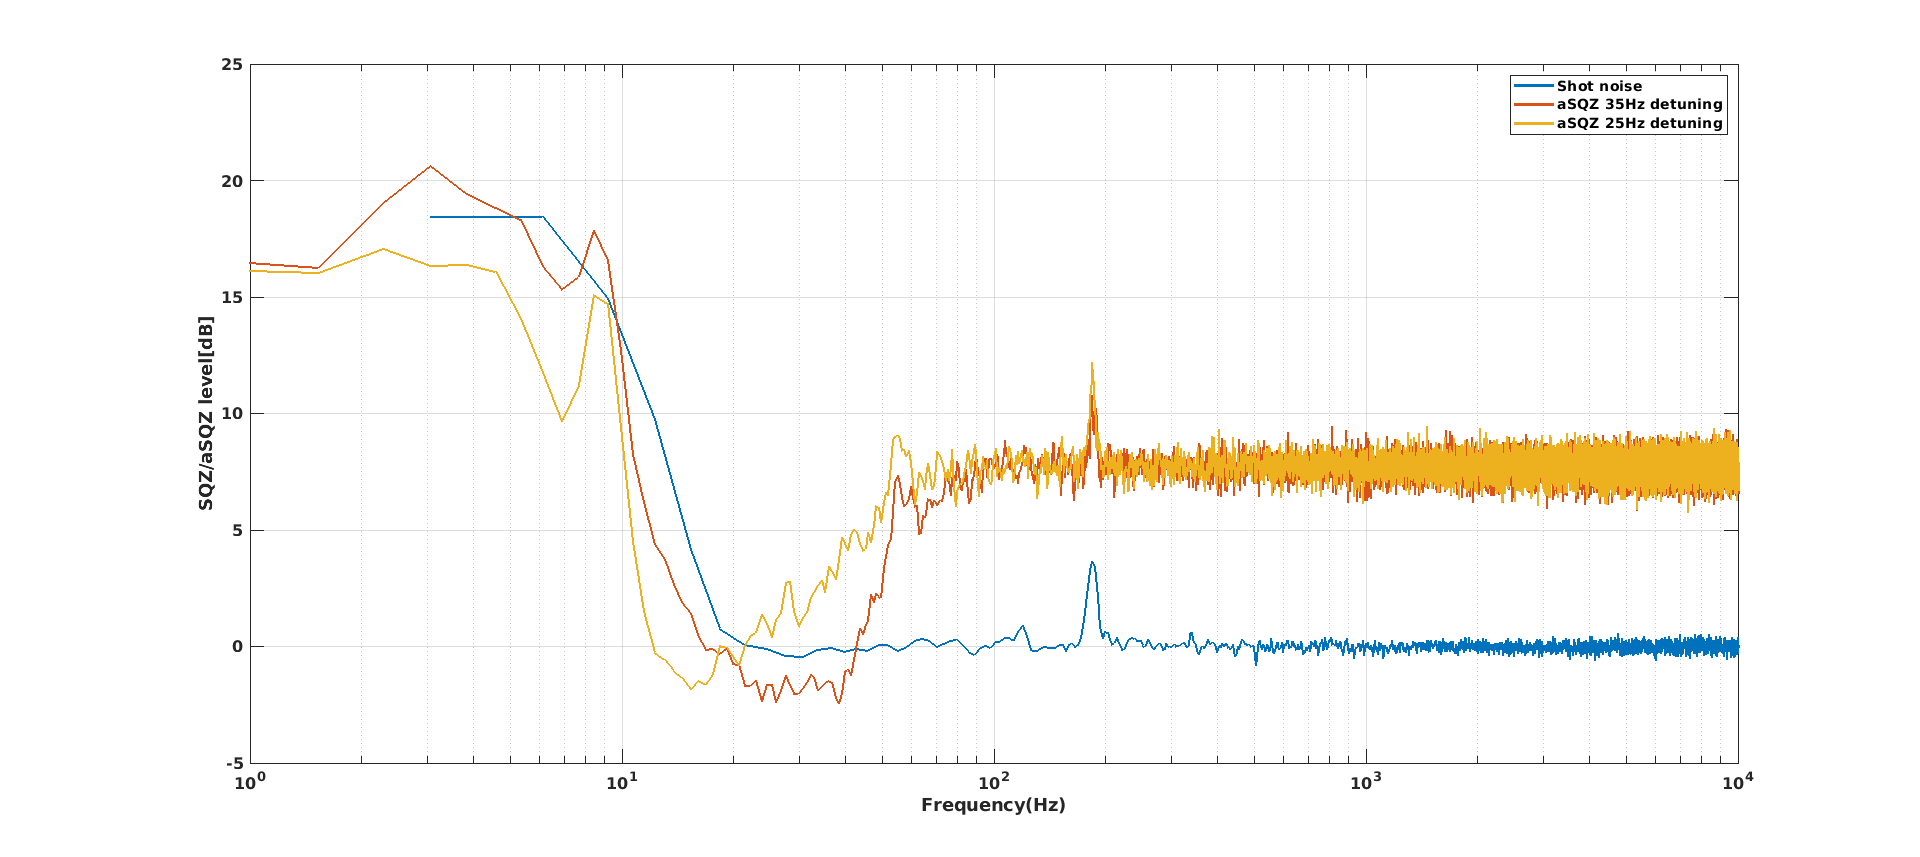 25
20
15
10
5
0
-5
SQZ/aSQZ level[dB]
Shot noise
aSQZ 35Hz detuning
aSQZ 25Hz detuning
10^0 10^1 10^2 10^3 10^4
Frequency(Hz)